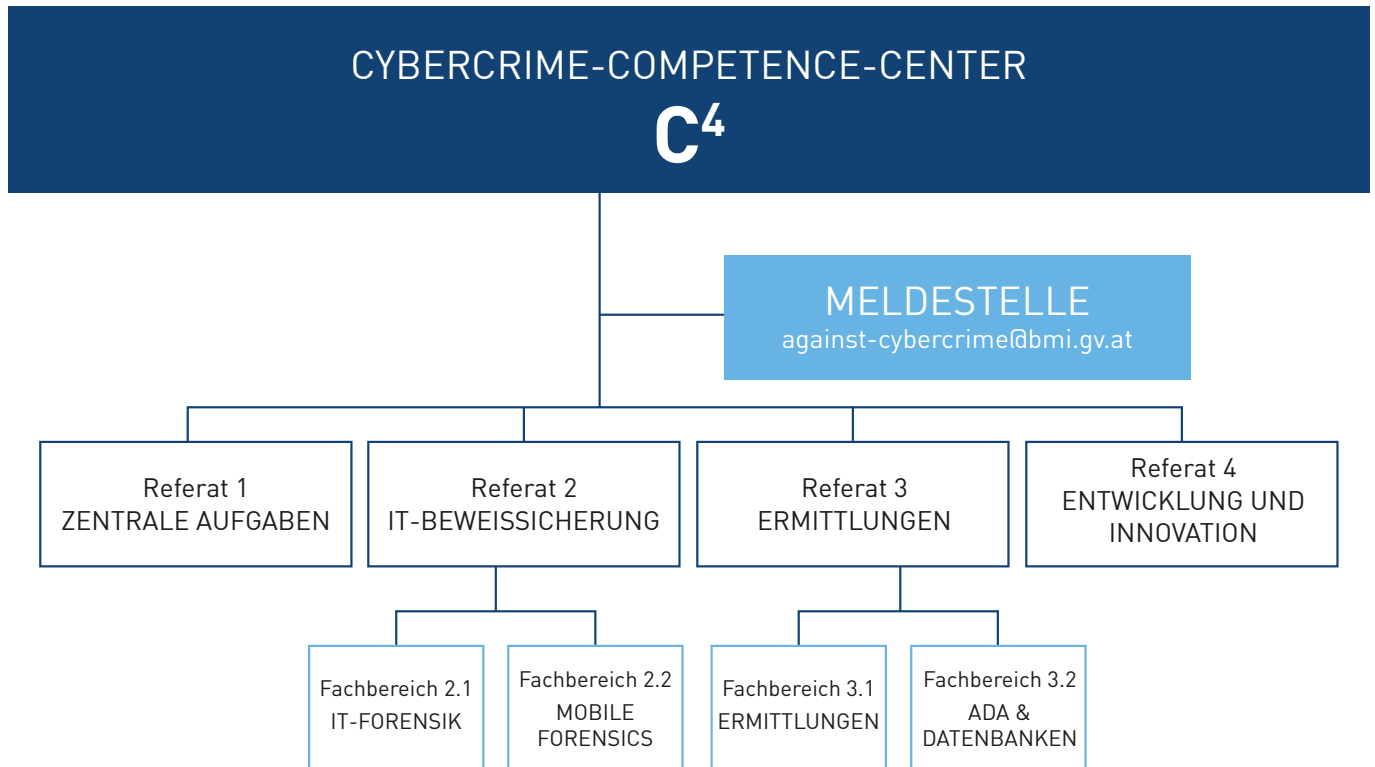 CYBERCRIME-COMPETENCE-CENTER
C⁴
MELDESTELLE
against-cybercrime@bmi.gv.at
Referat 1
ZENTRALE AUFGABEN
Referat 2
IT-BEWEISSICHERUNG
Referat 3
ERMITTLUNGEN
Referat 4
ENTWICKLUNG UND
INNOVATION
Fachbereich 2.1
IT-FORENSIK
Fachbereich 2.2
MOBILE
FORENSICS
Fachbereich 3.1
ERMITTLUNGEN
Fachbereich 3.2
ADA &
DATENBANKEN